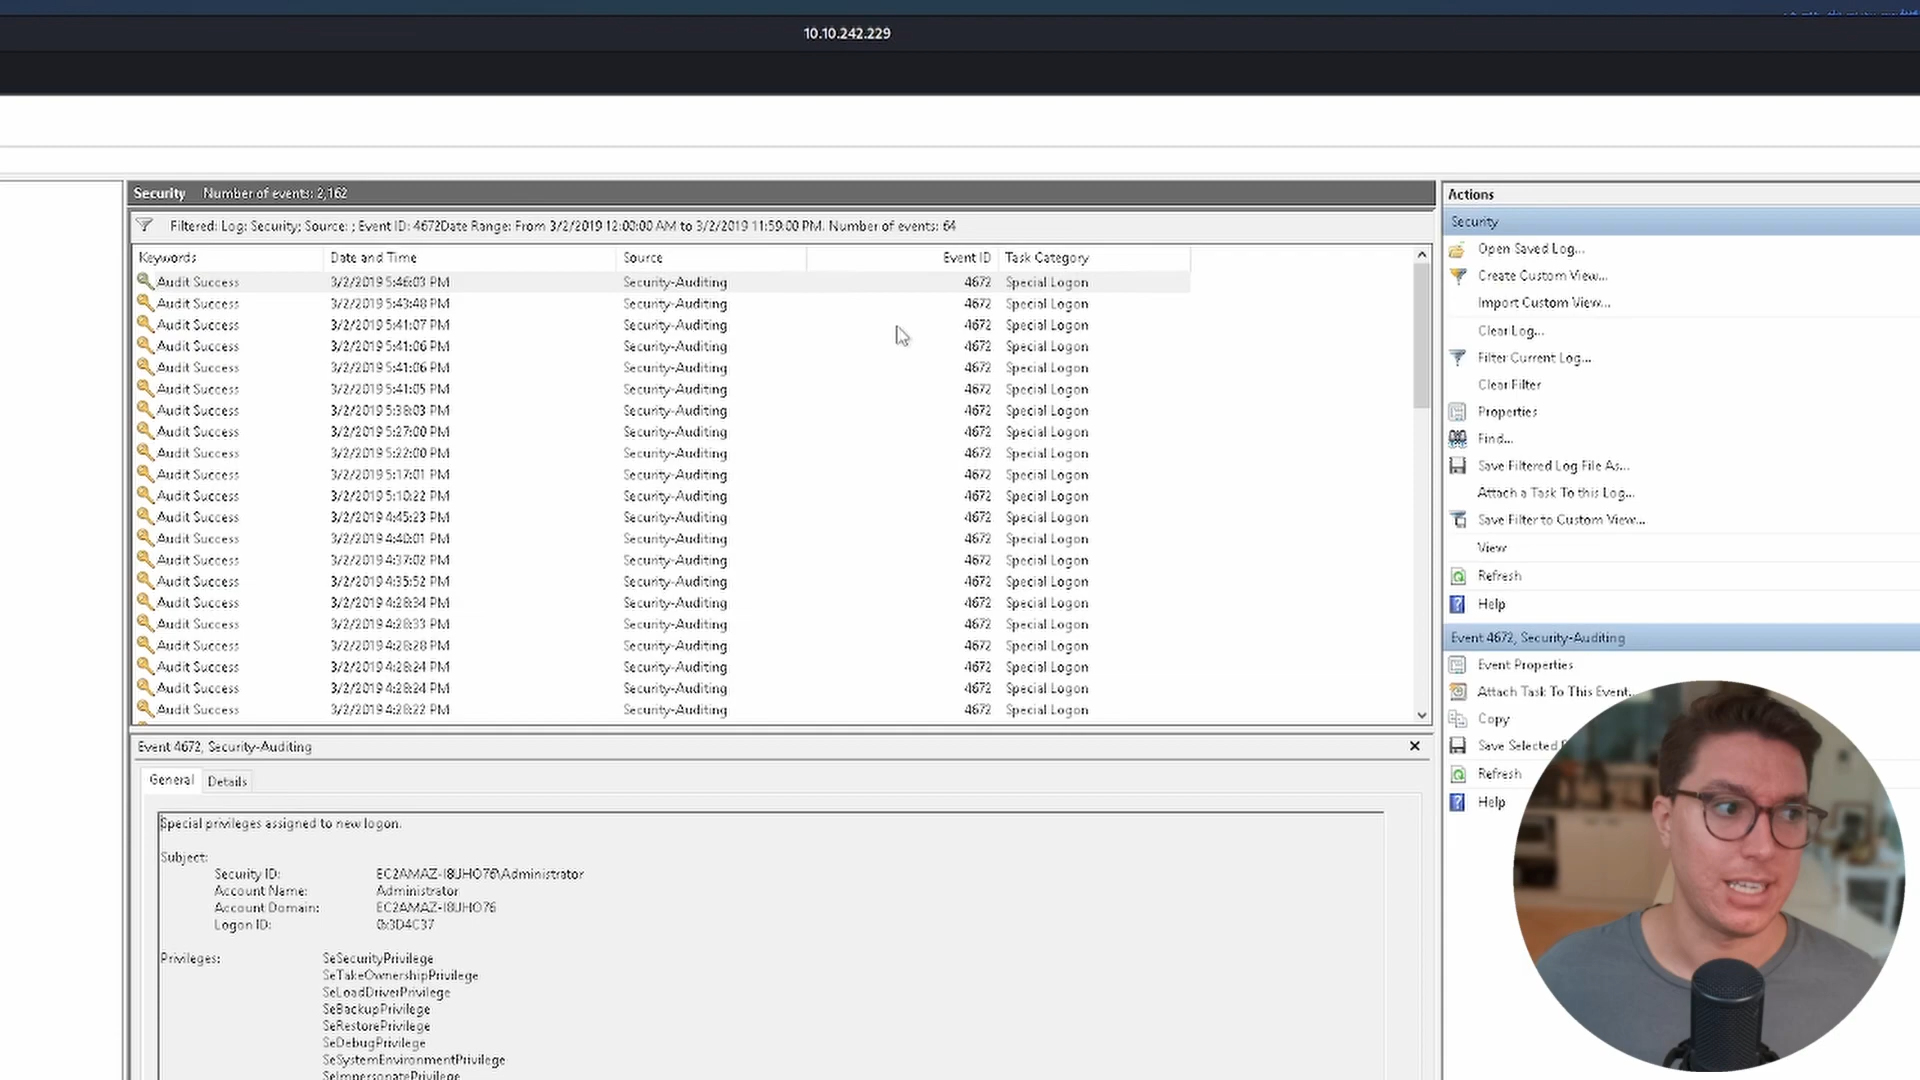 10.10.242.229
Security Number of events: 2,162
Filtered: Log: Security; Source: ; Event ID: 4672Date Range: From 3/2/2019 12:00:00 AM to 3/2/2019 11:59:00 PM. Number of events: 64
Keywords Date and Time Source Event ID Task Category
Audit Success 3/2/2019 5:46:03 PM Security-Auditing 4672 Special Logon
Audit Success 3/2/2019 5:43:48 PM Security-Auditing 4672 Special Logon
Audit Success 3/2/2019 5:41:07 PM Security-Auditing 4672 Special Logon
Audit Success 3/2/2019 5:41:06 PM Security-Auditing 4672 Special Logon
Audit Success 3/2/2019 5:41:06 PM Security-Auditing 4672 Special Logon
Audit Success 3/2/2019 5:41:05 PM Security-Auditing 4672 Special Logon
Audit Success 3/2/2019 5:38:03 PM Security-Auditing 4672 Special Logon
Audit Success 3/2/2019 5:27:00 PM Security-Auditing 4672 Special Logon
Audit Success 3/2/2019 5:22:00 PM Security-Auditing 4672 Special Logon
Audit Success 3/2/2019 5:17:01 PM Security-Auditing 4672 Special Logon
Audit Success 3/2/2019 5:10:22 PM Security-Auditing 4672 Special Logon
Audit Success 3/2/2019 4:45:23 PM Security-Auditing 4672 Special Logon
Audit Success 3/2/2019 4:40:01 PM Security-Auditing 4672 Special Logon
Audit Success 3/2/2019 4:37:02 PM Security-Auditing 4672 Special Logon
Audit Success 3/2/2019 4:35:52 PM Security-Auditing 4672 Special Logon
Audit Success 3/2/2019 4:28:34 PM Security-Auditing 4672 Special Logon
Audit Success 3/2/2019 4:28:33 PM Security-Auditing 4672 Special Logon
Audit Success 3/2/2019 4:28:28 PM Security-Auditing 4672 Special Logon
Audit Success 3/2/2019 4:28:24 PM Security-Auditing 4672 Special Logon
Audit Success 3/2/2019 4:28:24 PM Security-Auditing 4672 Special Logon
Audit Success 3/2/2019 4:28:22 PM Security-Auditing 4672 Special Logon
Event 4672, Security-Auditing
General Details
Special privileges assigned to new logon.
Subject:
Security ID: EC2AMAZ-I8UHO76\Administrator
Account Name: Administrator
Account Domain: EC2AMAZ-I8UHO76
Logon ID: 0x3D4C37
Privileges: SeSecurityPrivilege
SeTakeOwnershipPrivilege
SeLoadDriverPrivilege
SeBackupPrivilege
SeRestorePrivilege
SeDebugPrivilege
SeSystemEnvironmentPrivilege
SeImpersonatePrivilege
Actions
Security
Open Saved Log...
Create Custom View...
Import Custom View...
Clear Log...
Filter Current Log...
Clear Filter
Properties
Find...
Save Filtered Log File As...
Attach a Task To this Log...
Save Filter to Custom View...
View
Refresh
Help
Event 4672, Security-Auditing
Event Properties
Attach Task To This Event...
Copy
Save Selected
Refresh
Help